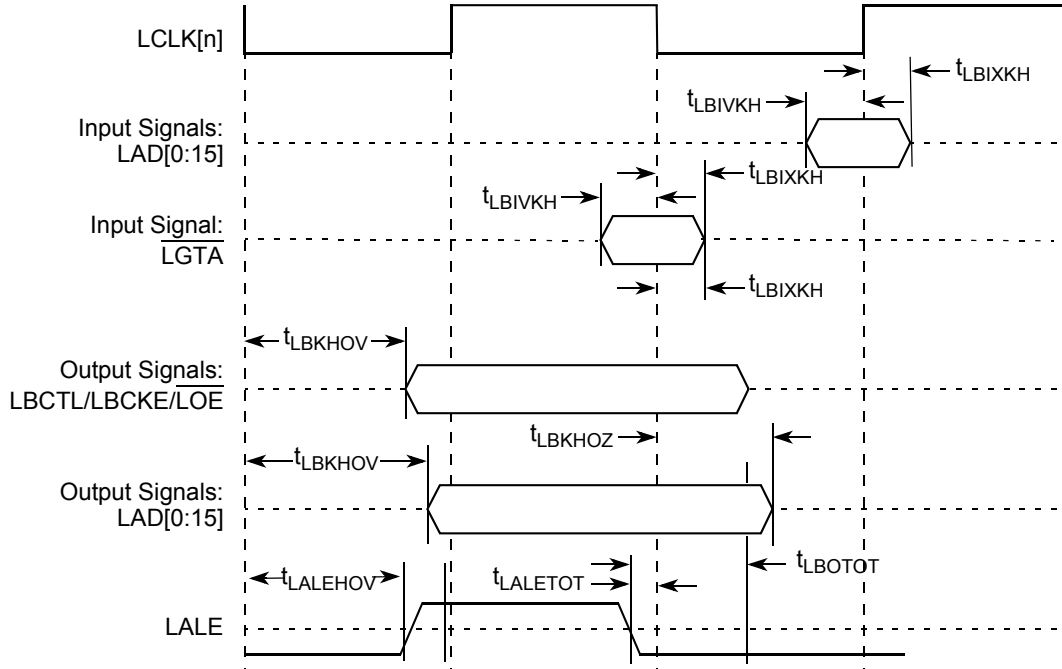 LCLK[n]
tLBIXKH
tLBIVKH
Input Signals:
LAD[0:15]
tLBIXKH
tLBIVKH
Input Signal:
LGTA
tLBIXKH
tLBKHOV
Output Signals:
LBCTL/LBCKE/LOE
tLBKHOZ
tLBKHOV
Output Signals:
LAD[0:15]
tLBOTOT
tLALEHOV
tLALETOT
LALE